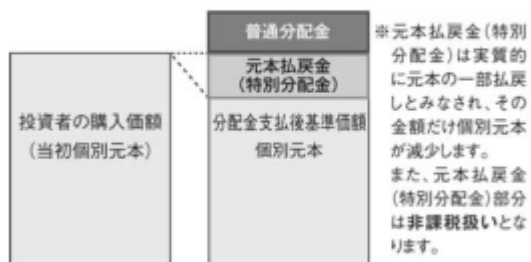 普通分配金
元本払戻金
(特別分配金)
投資者の購入価額
(当初個別元本)
分配金支払後基準価額
個別元本
※元本払戻金(特別
分配金)は実質的
に元本の一部払戻
しとみなされ、その
金額だけ個別元本
が減少します。
また、元本払戻金
(特別分配金)部分
は非課税扱いとな
ります。